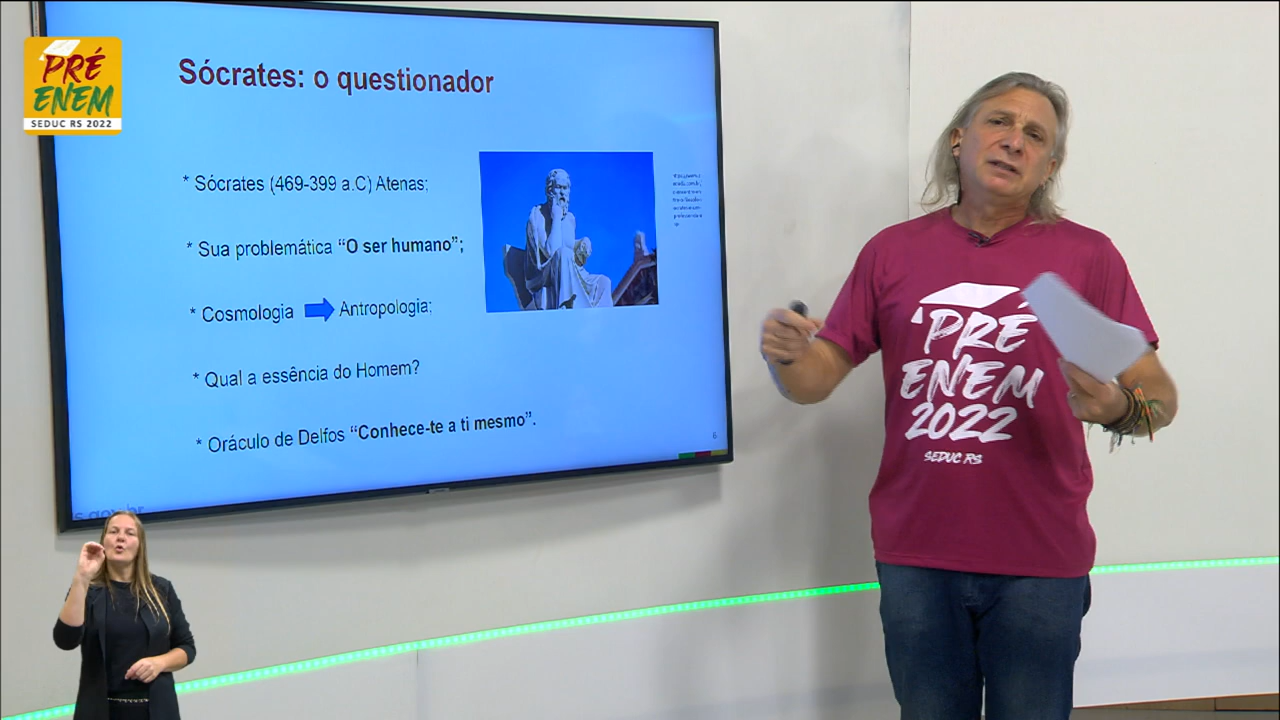 PRÉ
ENEM
SEDUC RS 2022
Sócrates: o questionador
* Sócrates (469-399 a.C) Atenas;
* Sua problemática “O ser humano”;
* Cosmologia Antropologia;
* Qual a essência do Homem?
* Oráculo de Delfos “Conhece-te a ti mesmo”.
6
PRÉ
ENEM
2022
SEDUC RS